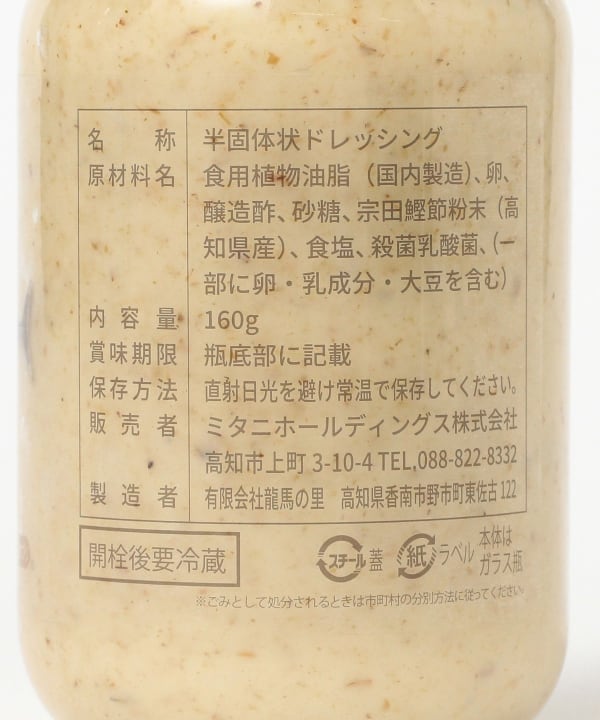 名称 半固体状ドレッシング
原材料名 食用植物油脂（国内製造）、卵、
醸造酢、砂糖、宗田鰹節粉末（高
知県産）、食塩、殺菌乳酸菌、（一
部に卵・乳成分・大豆を含む）
内容量 160g
賞味期限 瓶底部に記載
保存方法 直射日光を避け常温で保存してください。
販売者 ミタニホールディングス株式会社
高知市上町 3-10-4 TEL.088-822-8332
製造者 有限会社龍馬の里 高知県香南市野市町東佐古 122
開栓後要冷蔵
スチール 蓋 紙 ラベル 本体は
ガラス瓶
※ごみとして処分されるときは市町村の分別方法に従ってください。